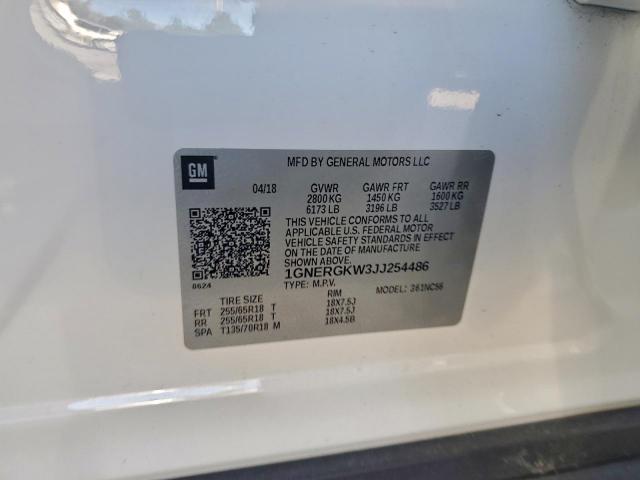 GM
MFD BY GENERAL MOTORS LLC
04/18 GVWR GAWR FRT GAWR RR
2800 KG 1450 KG 1600 KG
6173 LB 3196 LB 3527 LB
THIS VEHICLE CONFORMS TO ALL
APPLICABLE U.S. FEDERAL MOTOR
VEHICLE SAFETY STANDARDS IN EFFECT ON
THE DATE OF MANUFACTURE SHOWN ABOVE.
1GNERGKW3JJ254486
0624
TYPE: M.P.V. MODEL: 361NC56
TIRE SIZE RIM
FRT 255/65R18 T 18X7.5J
RR 255/65R18 T 18X7.5J
SPA T135/70R18 M 18X4.5B